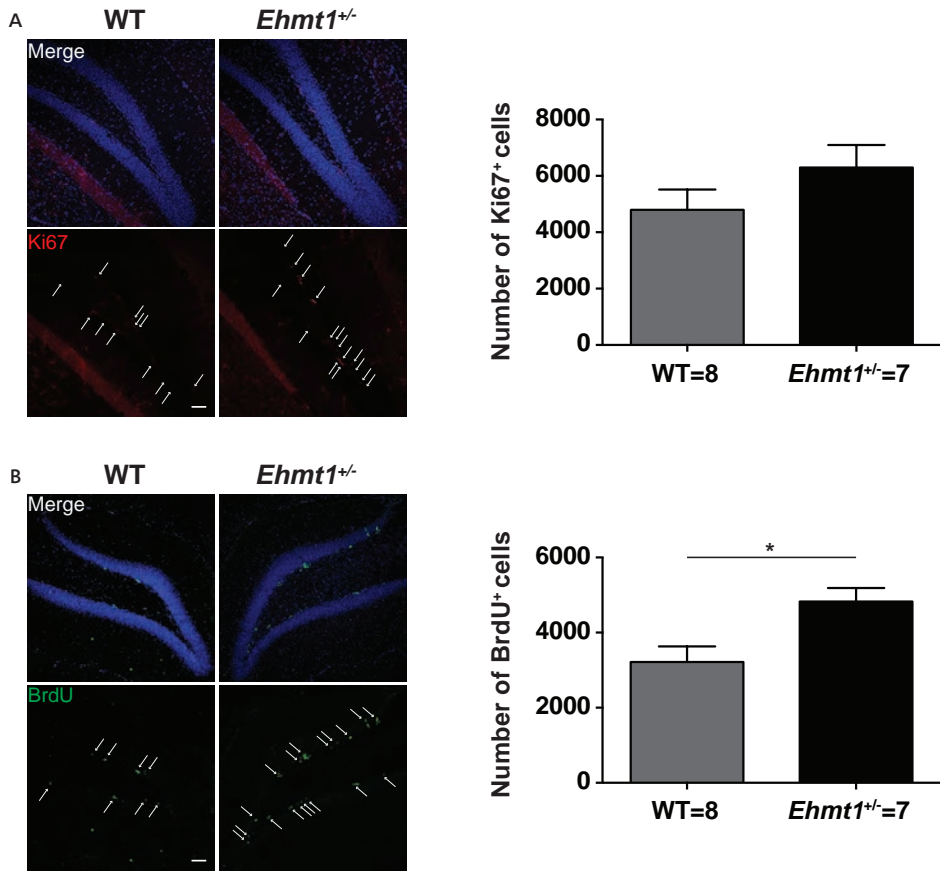 A
WT Ehmt1+/-
Merge
Ki67
Number of Ki67+ cells
8000
6000
4000
2000
0
WT=8 Ehmt1+/-=7
B
WT Ehmt1+/-
Merge
BrdU
Number of BrdU+ cells
6000
4000
2000
0
*
WT=8 Ehmt1+/-=7